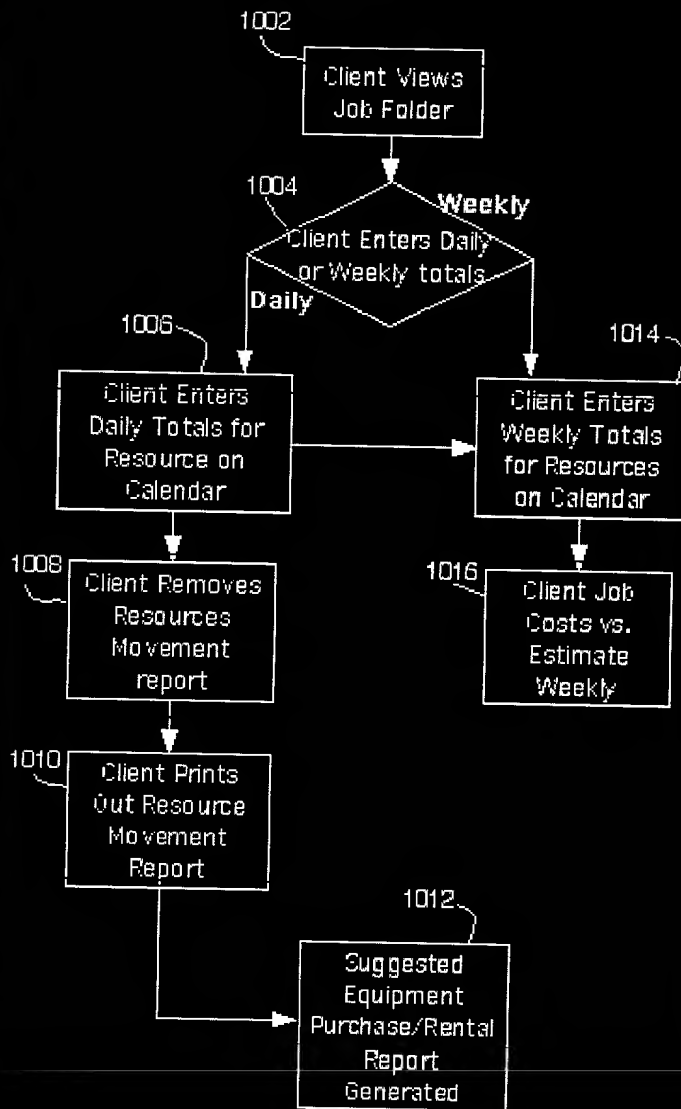 1002
Client Views
Job Folder
1004
Weekly
Client Enters Daily
or Weekly totals
Daily
1006
Client Enters
Daily Totals for
Resource on
Calendar
1014
Client Enters
Weekly Totals
for Resources
on Calendar
1008
Client Removes
Resources
Movement
report
1016
Client Job
Costs vs.
Estimate
Weekly
1010
Client Prints
Out Resource
Movement
Report
1012
Suggested
Equipment
Purchase/Rental
Report
Generated